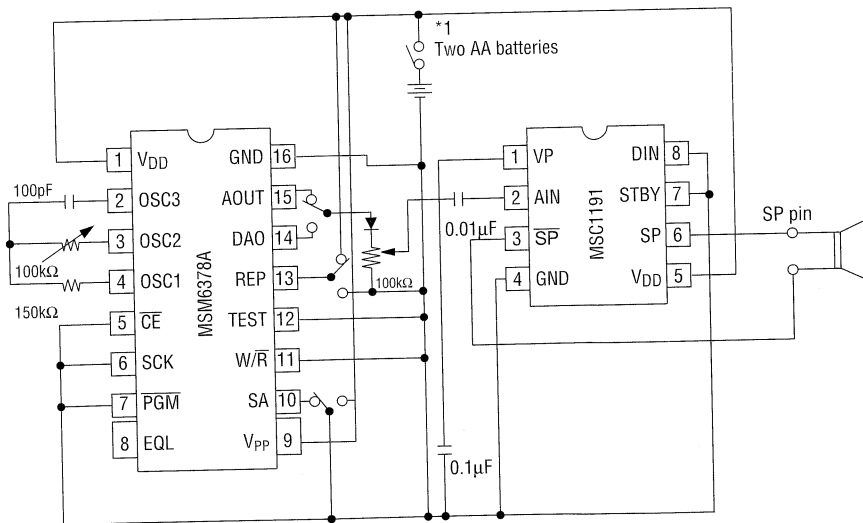 *1
Two AA batteries
MSM6378A
1 VDD
2 OSC3
3 OSC2
4 OSC1
5 C̅E̅
6 SCK
7 P̅G̅M̅
8 EQL
GND 16
AOUT 15
DAO 14
REP 13
TEST 12
W/R̅ 11
SA 10
VPP 9
100pF
100kΩ
150kΩ
100kΩ
0.01μF
0.1μF
MSC1191
1 VP
2 AIN
3 S̅P̅
4 GND
DIN 8
STBY 7
SP 6
VDD 5
SP pin